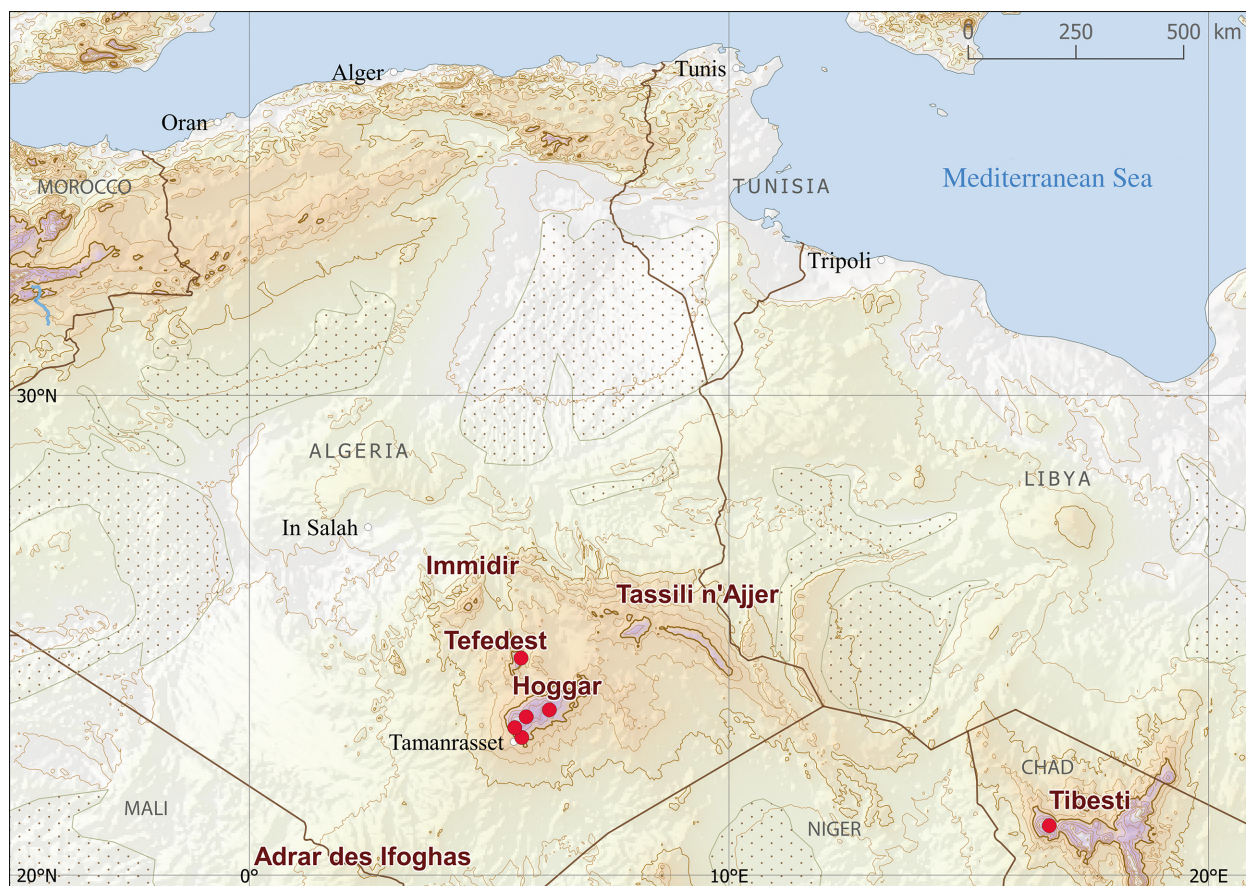 0 250 500 km
Alger
Tunis
Oran
MOROCCO
TUNISIA
Mediterranean Sea
Tripoli
30°N
ALGERIA
LIBYA
In Salah
Immidir
Tassili n'Ajjer
Tefedest
Hoggar
Tamanrasset
CHAD
Tibesti
MALI
NIGER
Adrar des Ifoghas
20°N 0° 10°E 20°E